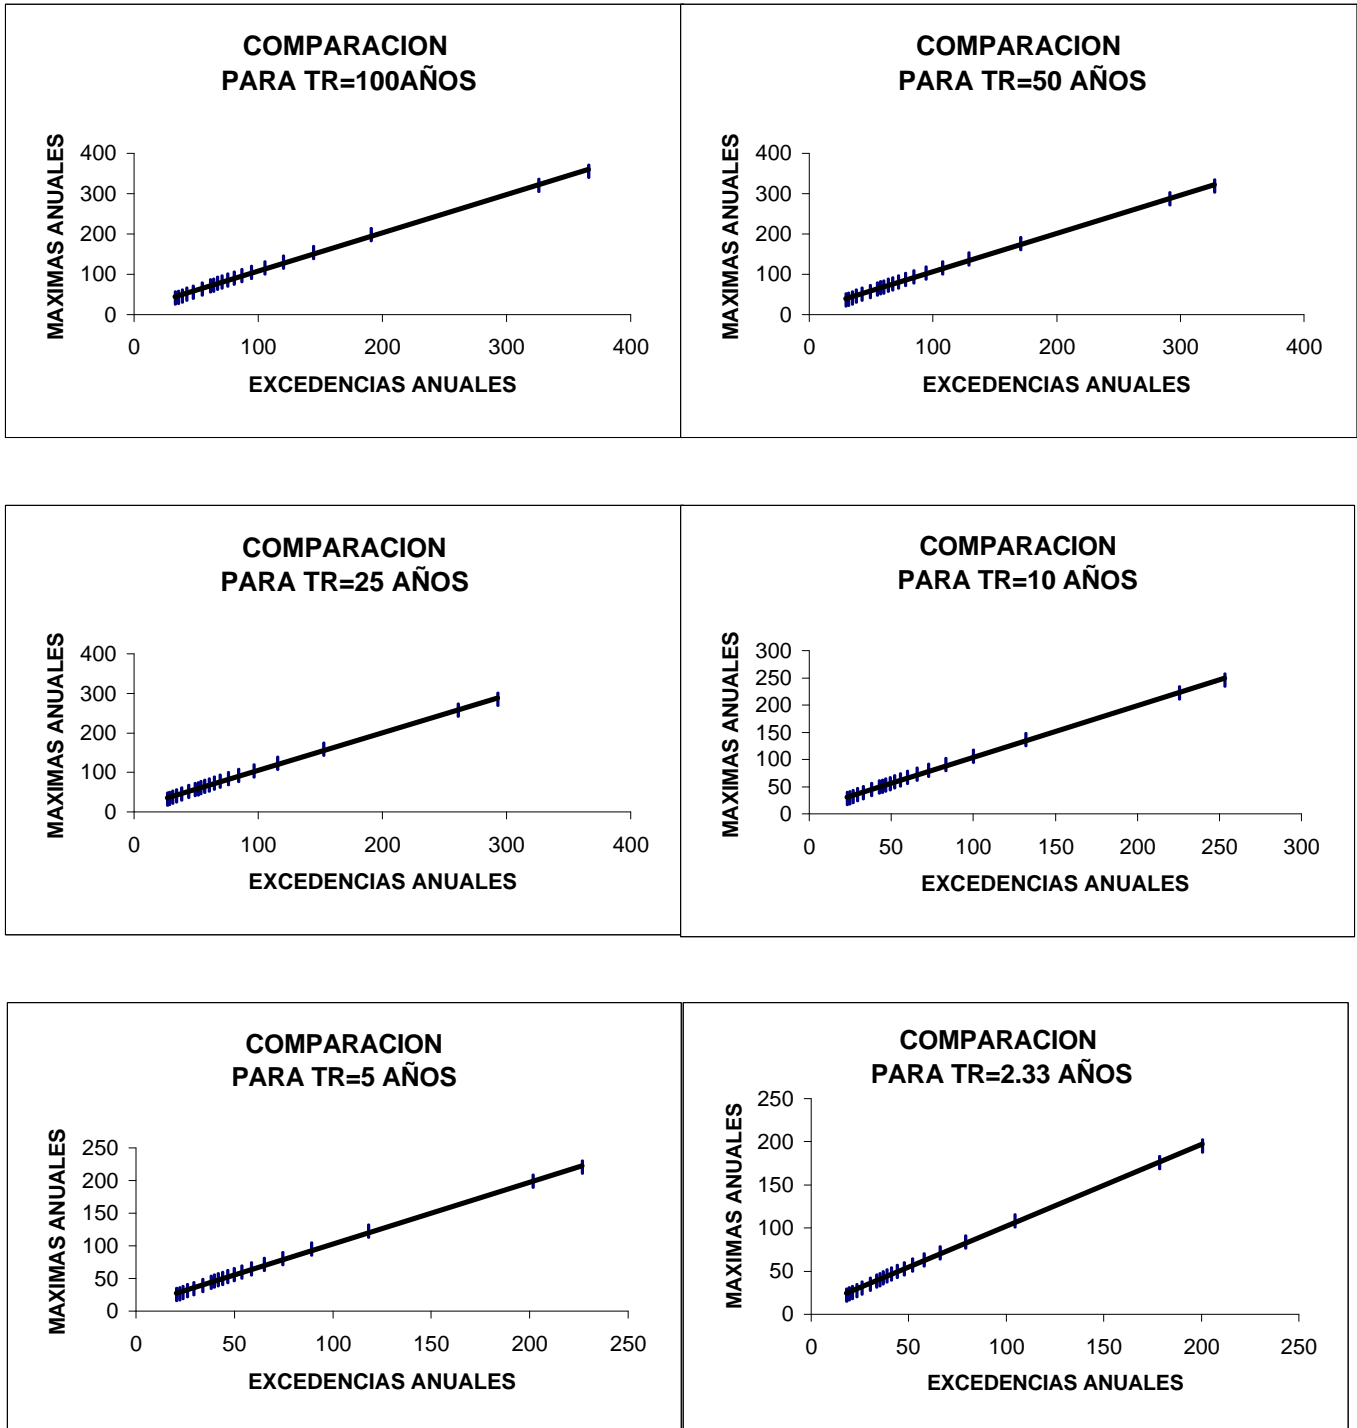 COMPARACION
PARA TR=100AÑOS
MAXIMAS ANUALES
400
300
200
100
0
0 100 200 300 400
EXCEDENCIAS ANUALES
COMPARACION
PARA TR=50 AÑOS
MAXIMAS ANUALES
400
300
200
100
0
0 100 200 300 400
EXCEDENCIAS ANUALES
COMPARACION
PARA TR=25 AÑOS
MAXIMAS ANUALES
400
300
200
100
0
0 100 200 300 400
EXCEDENCIAS ANUALES
COMPARACION
PARA TR=10 AÑOS
MAXIMAS ANUALES
300
250
200
150
100
50
0
0 50 100 150 200 250 300
EXCEDENCIAS ANUALES
COMPARACION
PARA TR=5 AÑOS
MAXIMAS ANUALES
250
200
150
100
50
0
0 50 100 150 200 250
EXCEDENCIAS ANUALES
COMPARACION
PARA TR=2.33 AÑOS
MAXIMAS ANUALES
250
200
150
100
50
0
0 50 100 150 200 250
EXCEDENCIAS ANUALES